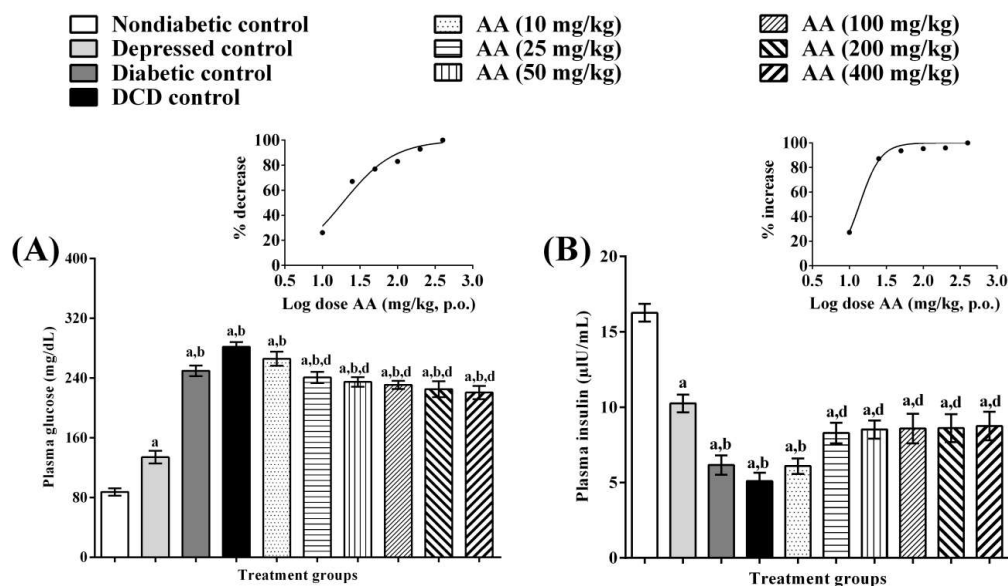 Nondiabetic control
Depressed control
Diabetic control
DCD control
AA (10 mg/kg)
AA (25 mg/kg)
AA (50 mg/kg)
AA (100 mg/kg)
AA (200 mg/kg)
AA (400 mg/kg)
(A)
% decrease
100
80
60
40
20
0
0.5 1.0 1.5 2.0 2.5 3.0
Log dose AA (mg/kg, p.o.)
Plasma glucose (mg/dL)
400
320
240
160
80
0
a
a,b
a,b
a,b
a,b,d
a,b,d
a,b,d
a,b,d
a,b,d
Treatment groups
(B)
% increase
100
80
60
40
20
0
0.5 1.0 1.5 2.0 2.5 3.0
Log dose AA (mg/kg, p.o.)
Plasma insulin (µIU/mL)
15
10
5
0
a
a,b
a,b
a,b
a,d
a,d
a,d
a,d
a,d
Treatment groups